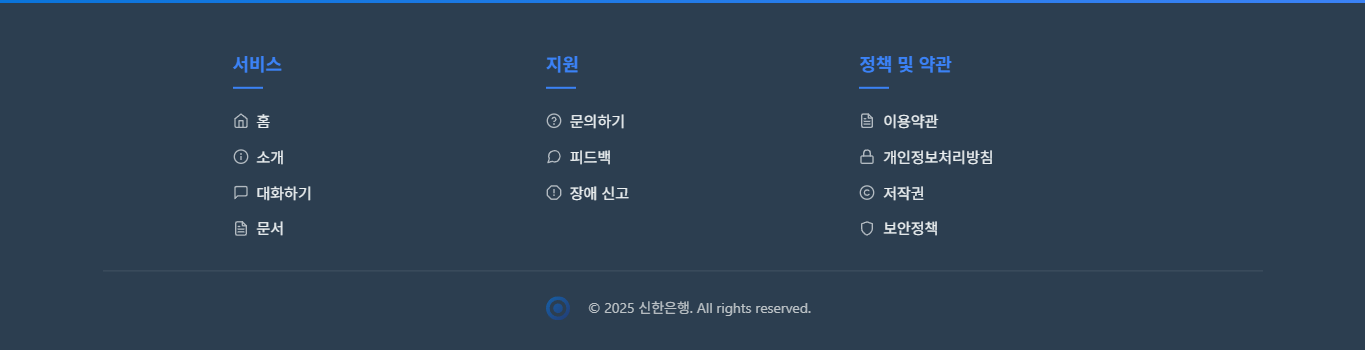 서비스
홈
소개
대화하기
문서
지원
문의하기
피드백
장애 신고
정책 및 약관
이용약관
개인정보처리방침
저작권
보안정책
© 2025 신한은행. All rights reserved.